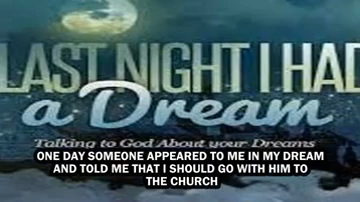 LAST NIGHT I HAD
a Dream
Talking to God About your Dreams
ONE DAY SOMEONE APPEARED TO ME IN MY DREAM
AND TOLD ME THAT I SHOULD GO WITH HIM TO
THE CHURCH